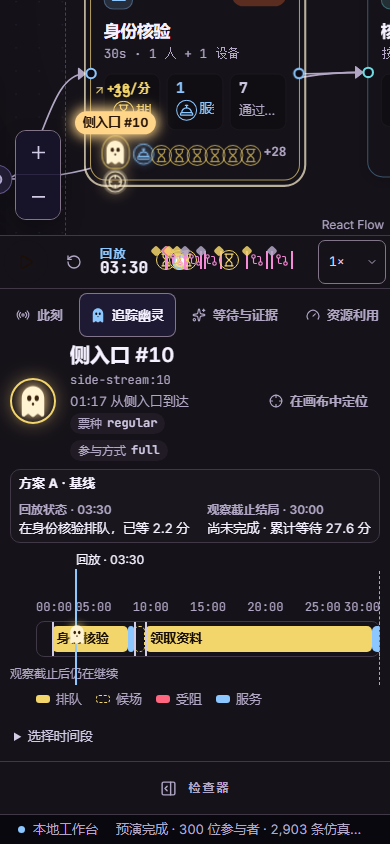 身份核验
30s · 1 人 + 1 设备
+18/分
1
7
通过…
侧入口 #10
+28
+
−
React Flow
回放
03:30
1×
此刻
追踪幽灵
等待与证据
资源利用
侧入口 #10
side-stream:10
01:17 从侧入口到达
在画布中定位
票种 regular
参与方式 full
方案 A · 基线
回放状态 · 03:30
观察截止结局 · 30:00
在身份核验排队，已等 2.2 分
尚未完成 · 累计等待 27.6 分
回放 · 03:30
00:00 05:00 10:00 15:00 20:00 25:00 30:00
身份核验
领取资料
观察截止后仍在继续
排队
候场
受阻
服务
选择时间段
检查器
本地工作台
预演完成 · 300 位参与者 · 2,903 条仿真…